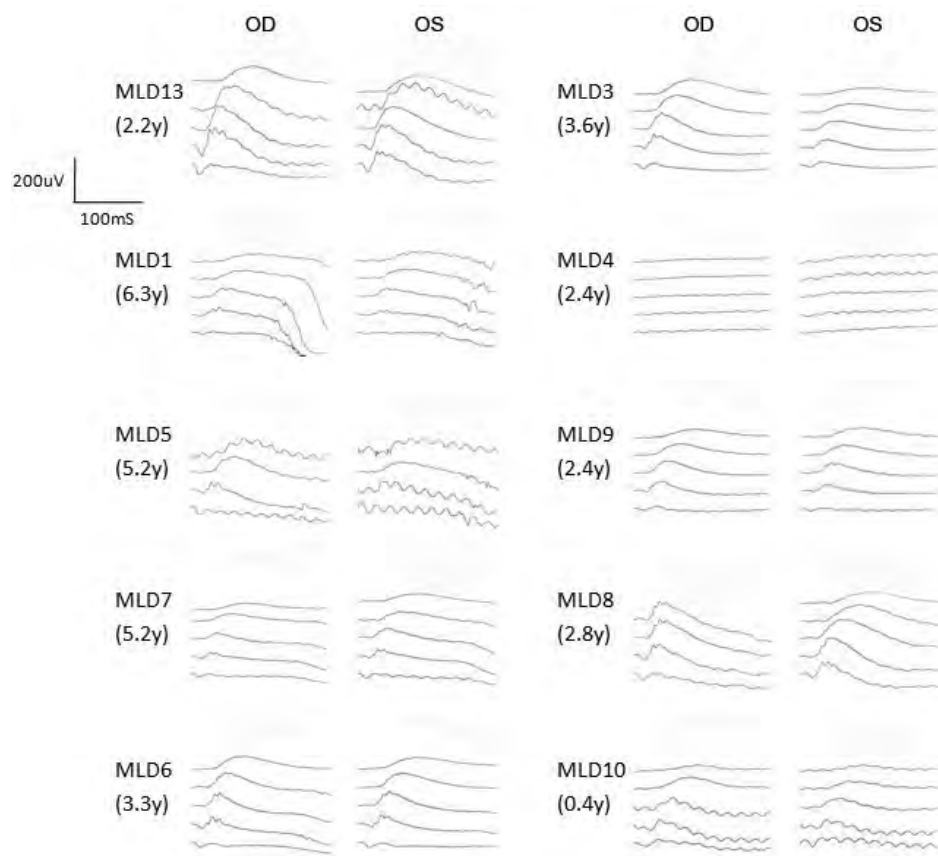 OD OS OD OS
MLD13 MLD3
(2.2y) (3.6y)
200uV
100mS
MLD1 MLD4
(6.3y) (2.4y)
MLD5 MLD9
(5.2y) (2.4y)
MLD7 MLD8
(5.2y) (2.8y)
MLD6 MLD10
(3.3y) (0.4y)